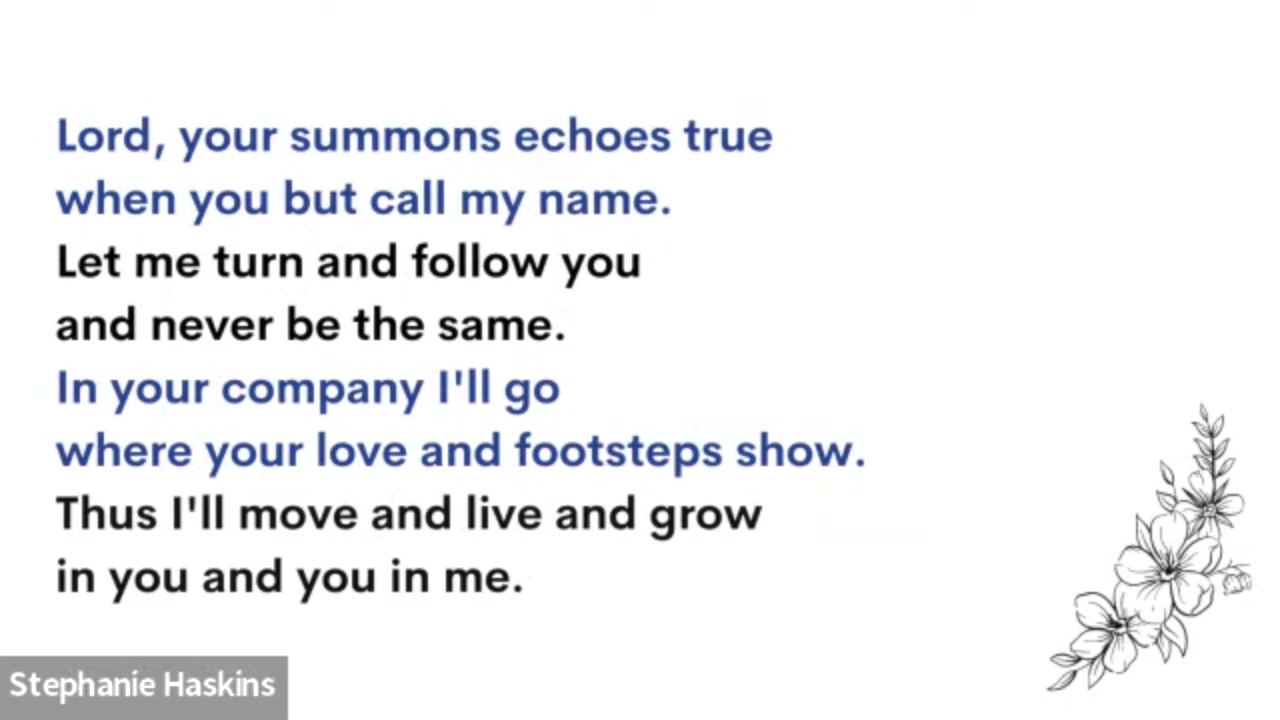 Lord, your summons echoes true
when you but call my name.
Let me turn and follow you
and never be the same.
In your company I'll go
where your love and footsteps show.
Thus I'll move and live and grow
in you and you in me.
Stephanie Haskins